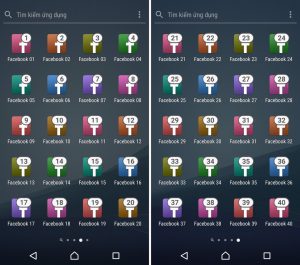 Tìm kiếm ứng dụng
1 2 3 4
Facebook 01 Facebook 02 Facebook 03 Facebook 04
5 6 7 8
Facebook 05 Facebook 06 Facebook 07 Facebook 08
9 10 11 12
Facebook 09 Facebook 10 Facebook 11 Facebook 12
13 14 15 16
Facebook 13 Facebook 14 Facebook 15 Facebook 16
17 18 19 20
Facebook 17 Facebook 18 Facebook 19 Facebook 20
Tìm kiếm ứng dụng
21 22 23 24
Facebook 21 Facebook 22 Facebook 23 Facebook 24
25 26 27 28
Facebook 25 Facebook 26 Facebook 27 Facebook 28
29 30 31 32
Facebook 29 Facebook 30 Facebook 31 Facebook 32
33 34 35 36
Facebook 33 Facebook 34 Facebook 35 Facebook 36
37 38 39 40
Facebook 37 Facebook 38 Facebook 39 Facebook 40